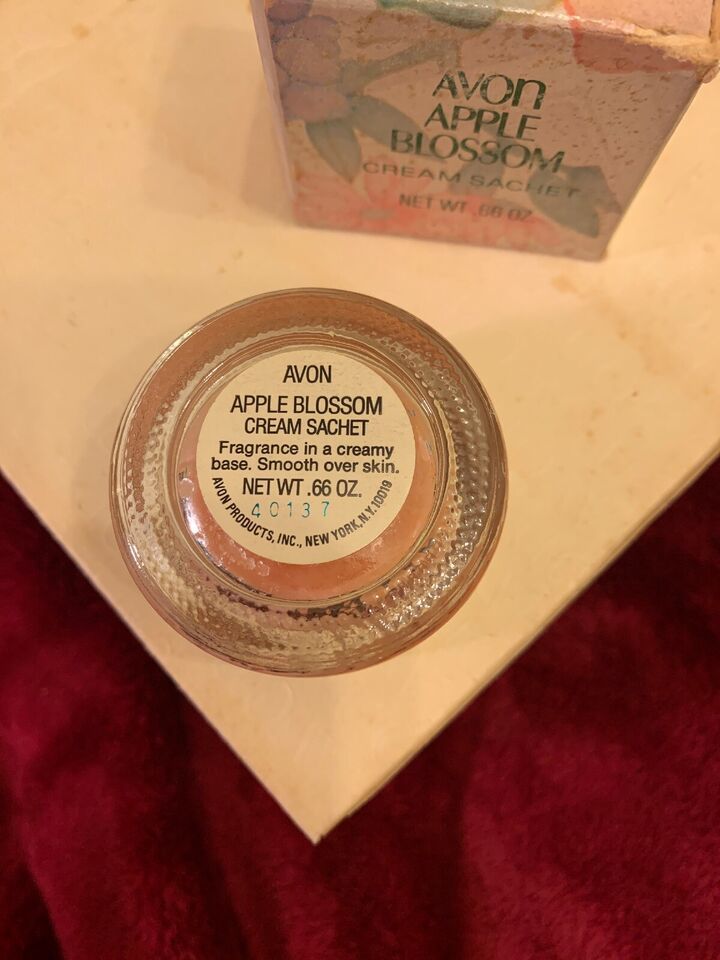 AVON
APPLE
BLOSSOM
CREAM SACHET
NET WT .66 OZ.
AVON
APPLE BLOSSOM
CREAM SACHET
Fragrance in a creamy
base. Smooth over skin.
NET WT .66 OZ.
40137
AVON PRODUCTS, INC., NEW YORK, N.Y. 10019